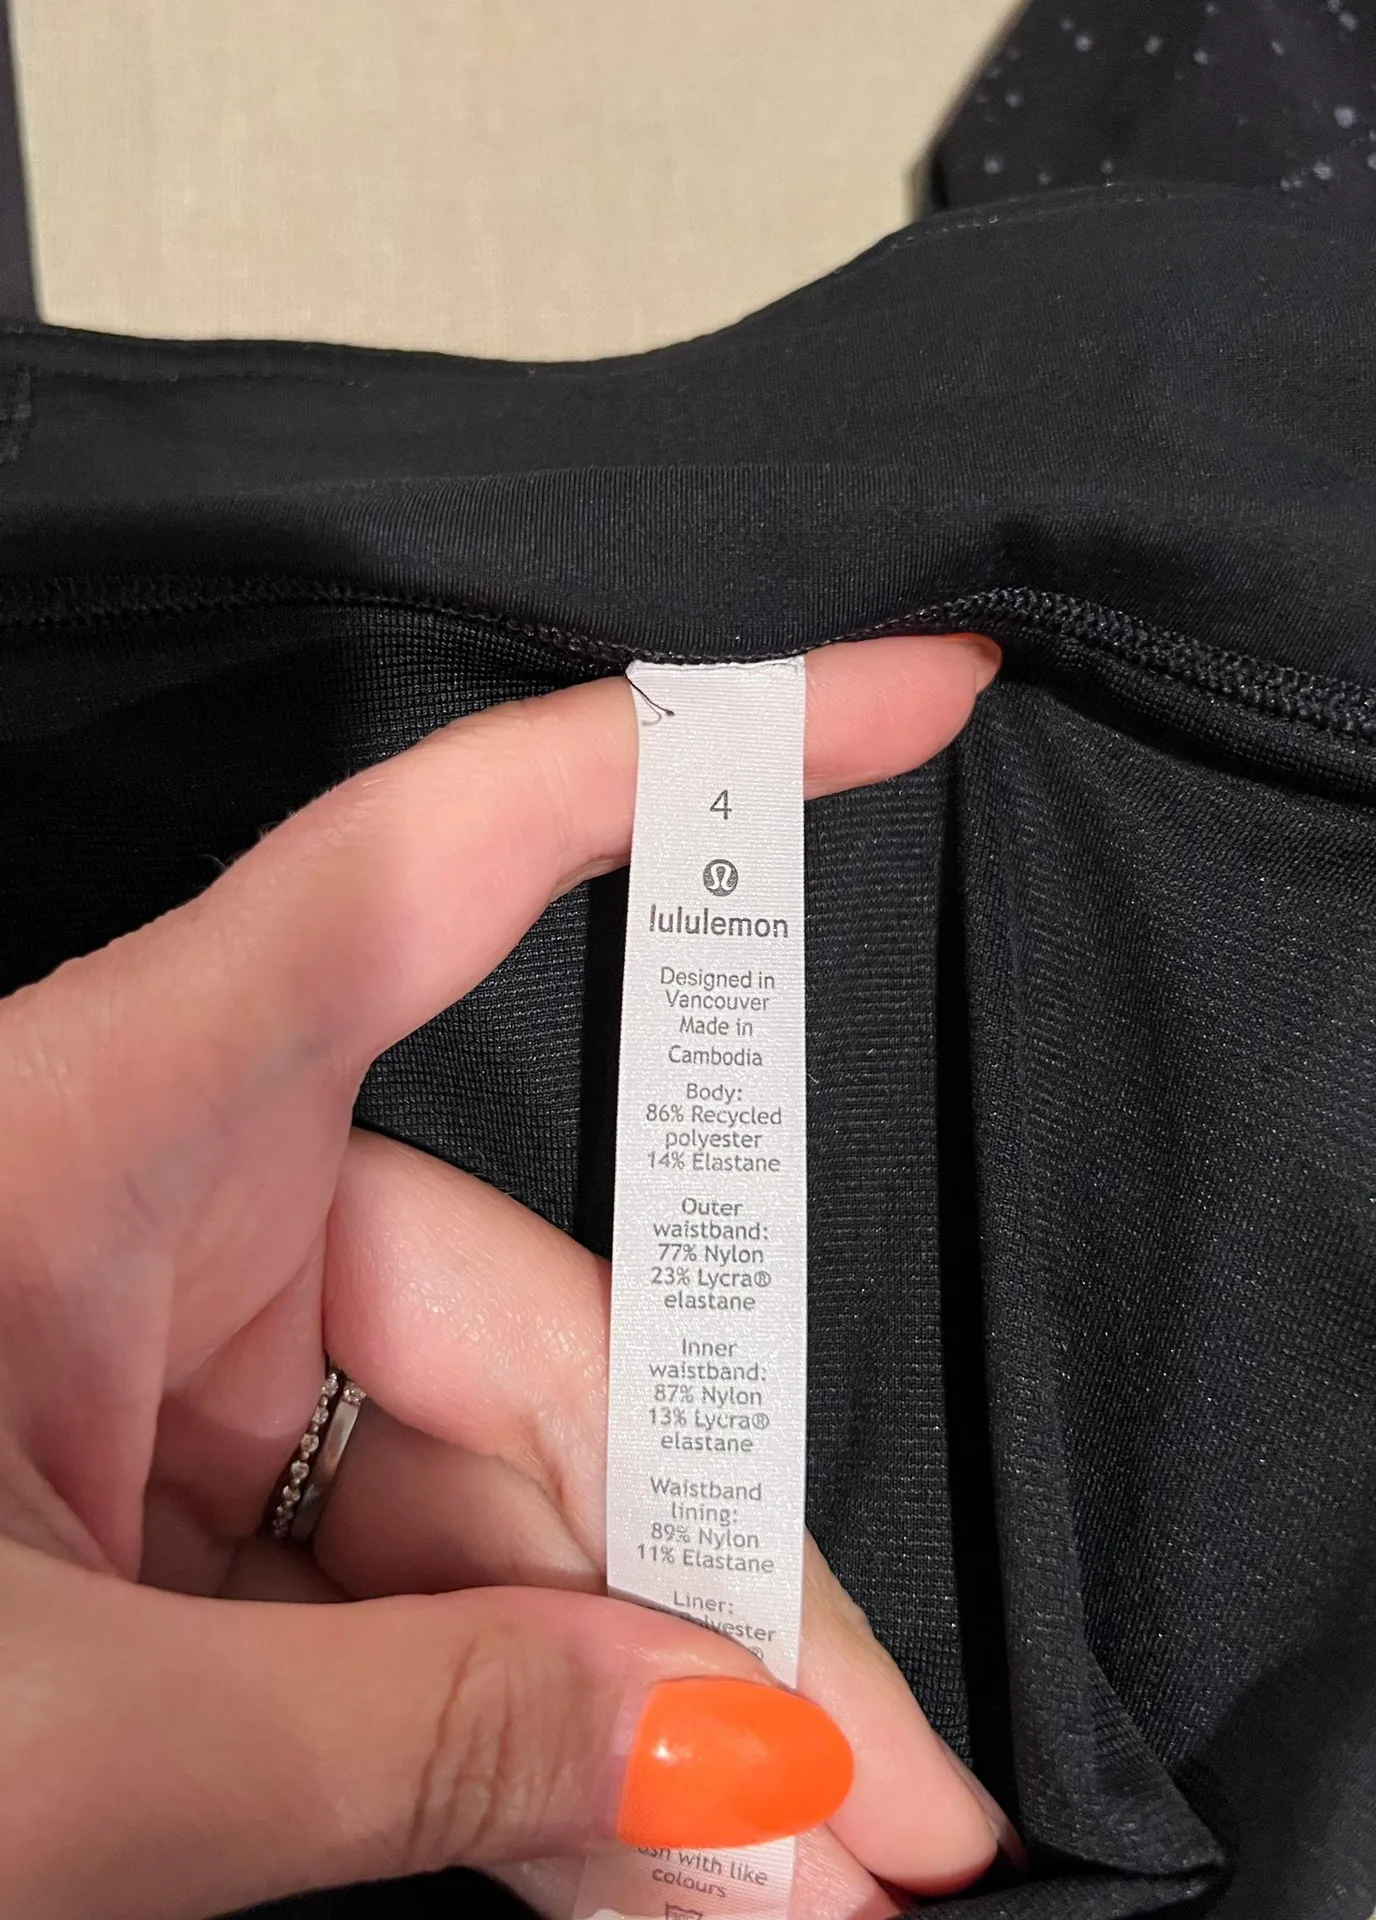 4
lululemon
Designed in
Vancouver
Made in
Cambodia
Body:
86% Recycled
polyester
14% Elastane
Outer
waistband:
77% Nylon
23% Lycra®
elastane
Inner
waistband:
87% Nylon
13% Lycra®
elastane
Waistband
lining:
89% Nylon
11% Elastane
Liner:
with like
colours